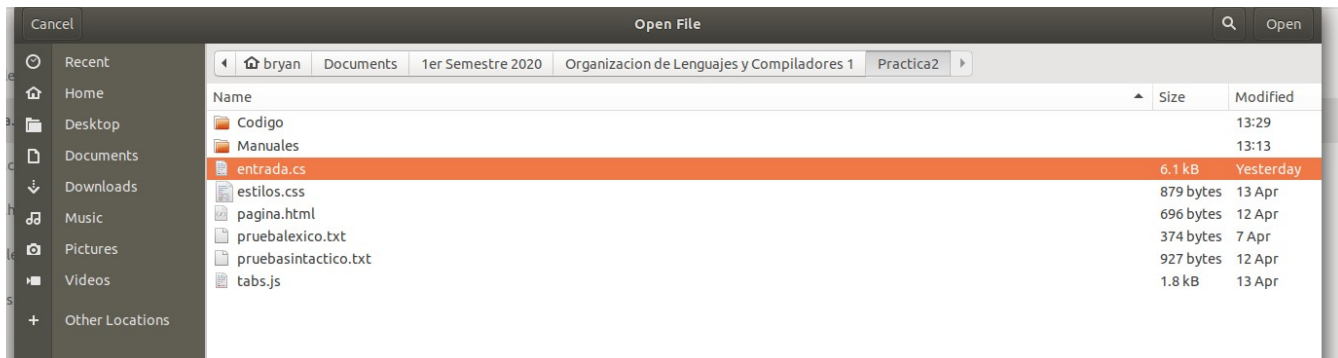 Cancel Open File Open
Recent
Home
Desktop
Documents
Downloads
Music
Pictures
Videos
Other Locations
bryan Documents 1er Semestre 2020 Organizacion de Lenguajes y Compiladores 1 Practica2
Name Size Modified
Codigo 13:29
Manuales 13:13
entrada.cs 6.1 kB Yesterday
estilos.css 879 bytes 13 Apr
pagina.html 696 bytes 12 Apr
pruebalexico.txt 374 bytes 7 Apr
pruebasintactico.txt 927 bytes 12 Apr
tabs.js 1.8 kB 13 Apr